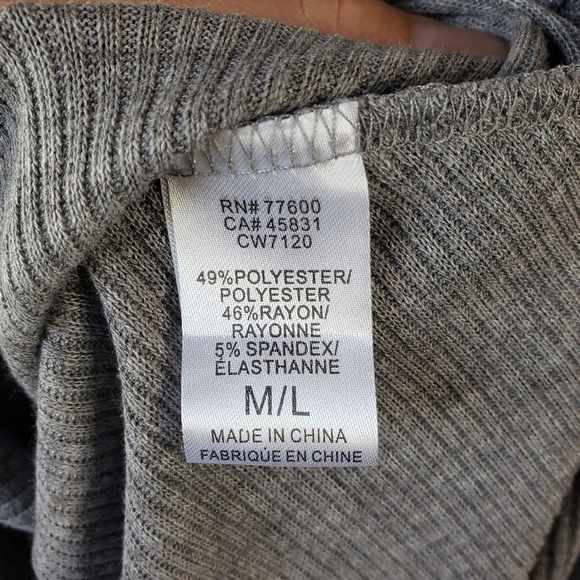 RN# 77600
CA# 45831
CW7120
49%POLYESTER/
POLYESTER
46%RAYON/
RAYONNE
5% SPANDEX/
ÉLASTHANNE
M/L
MADE IN CHINA
FABRIQUÉ EN CHINE